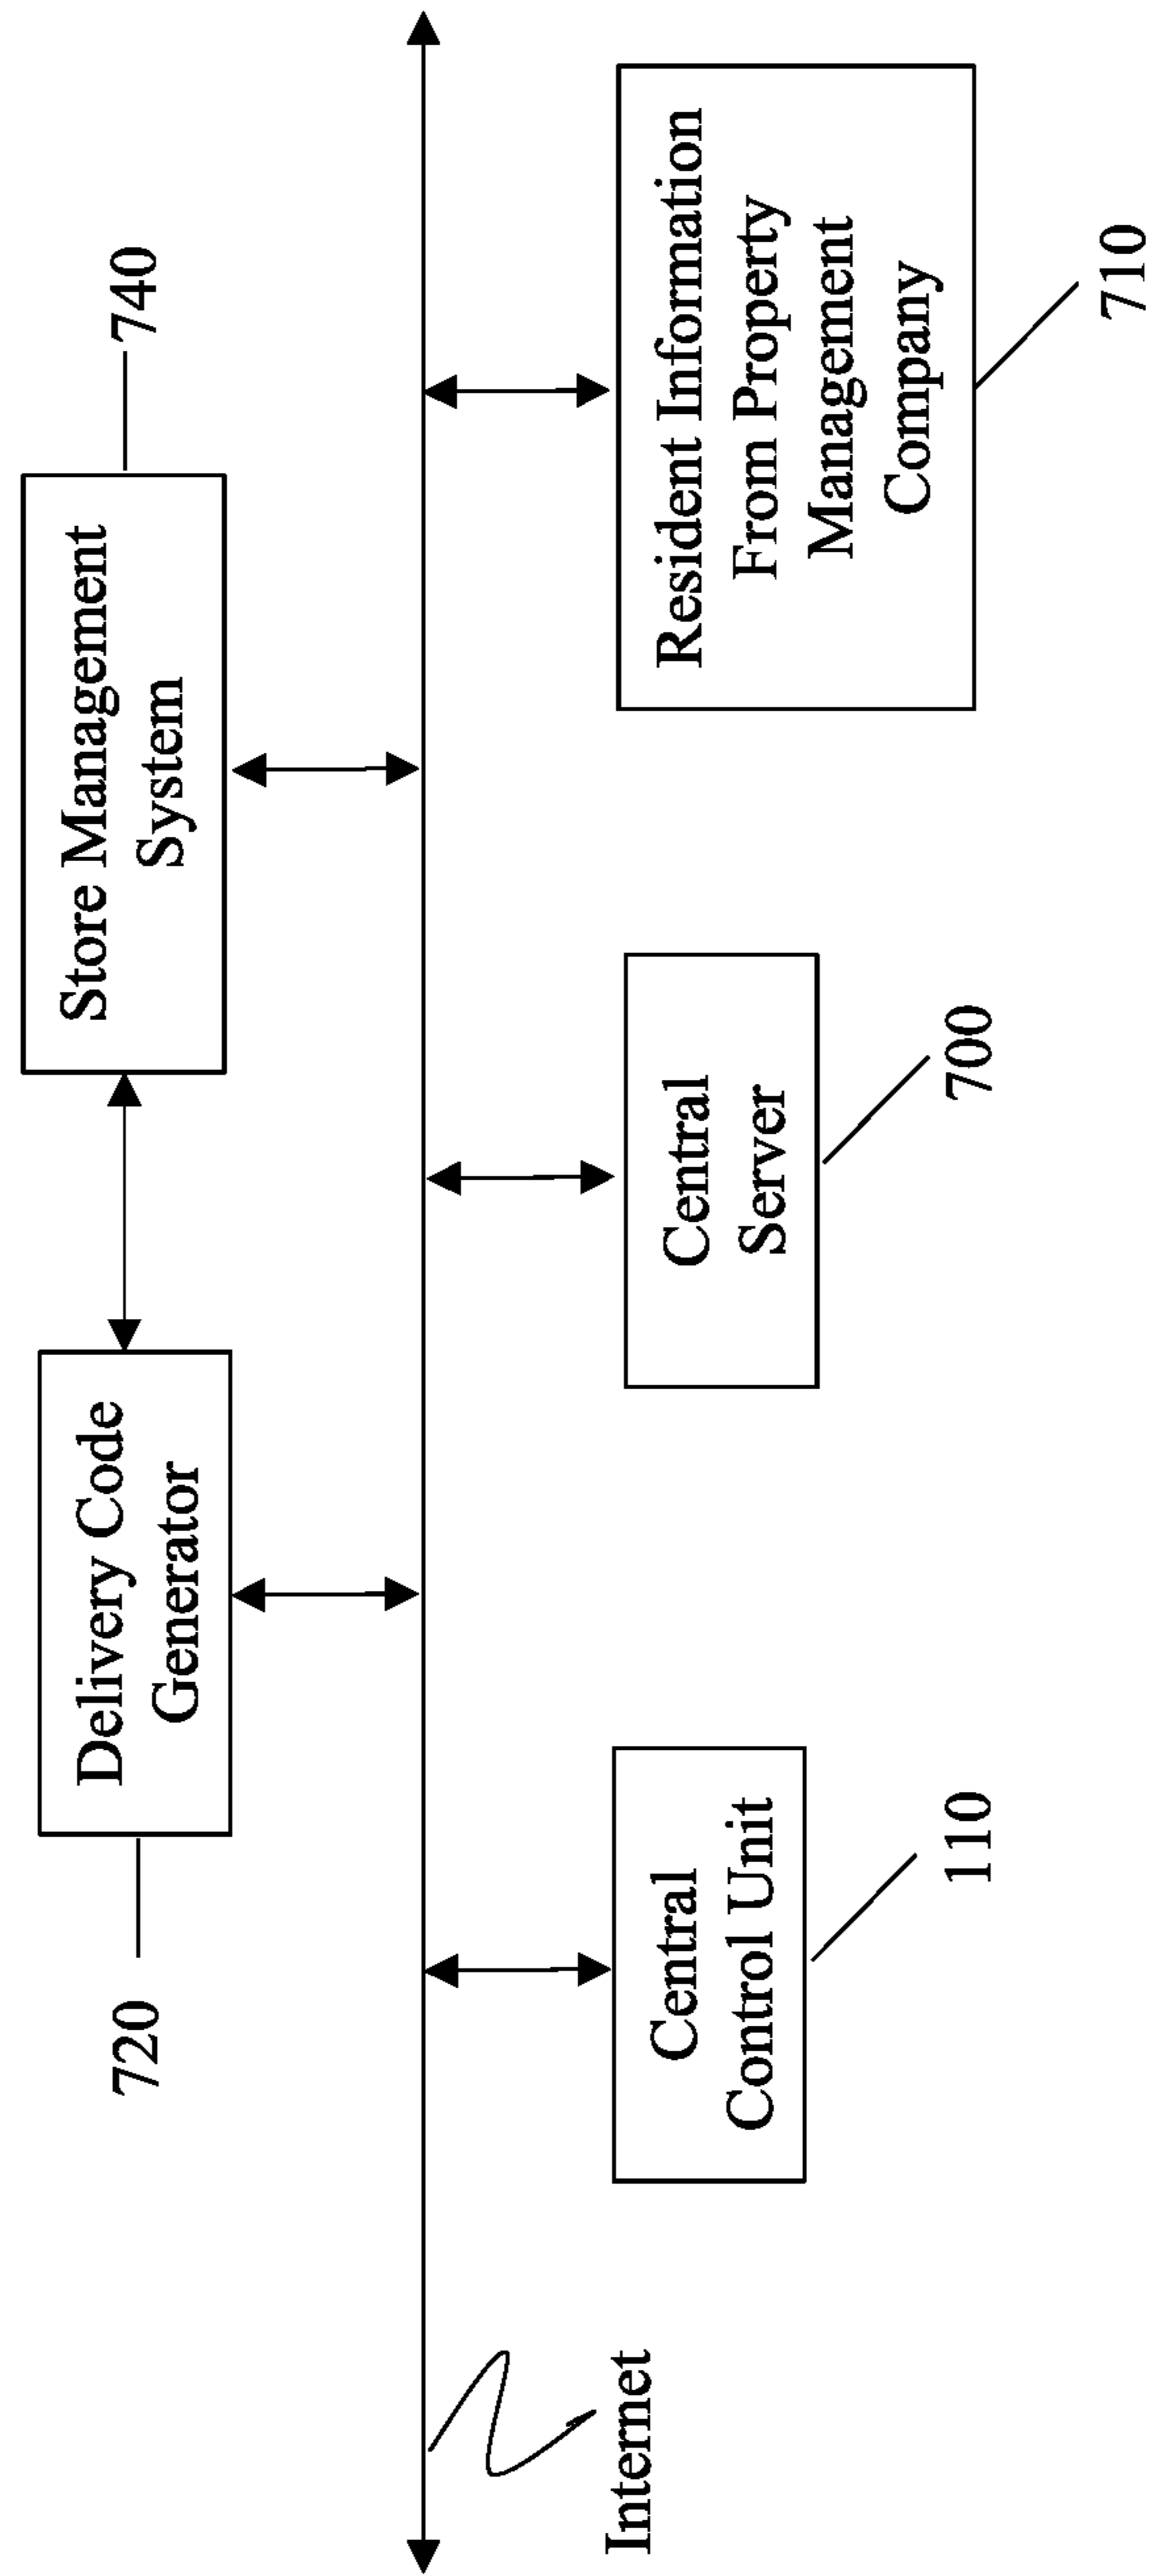 720
Delivery Code
Generator
Store Management
System
740
Internet
Central
Control Unit
110
Central
Server
700
Resident Information
From Property
Management
Company
710